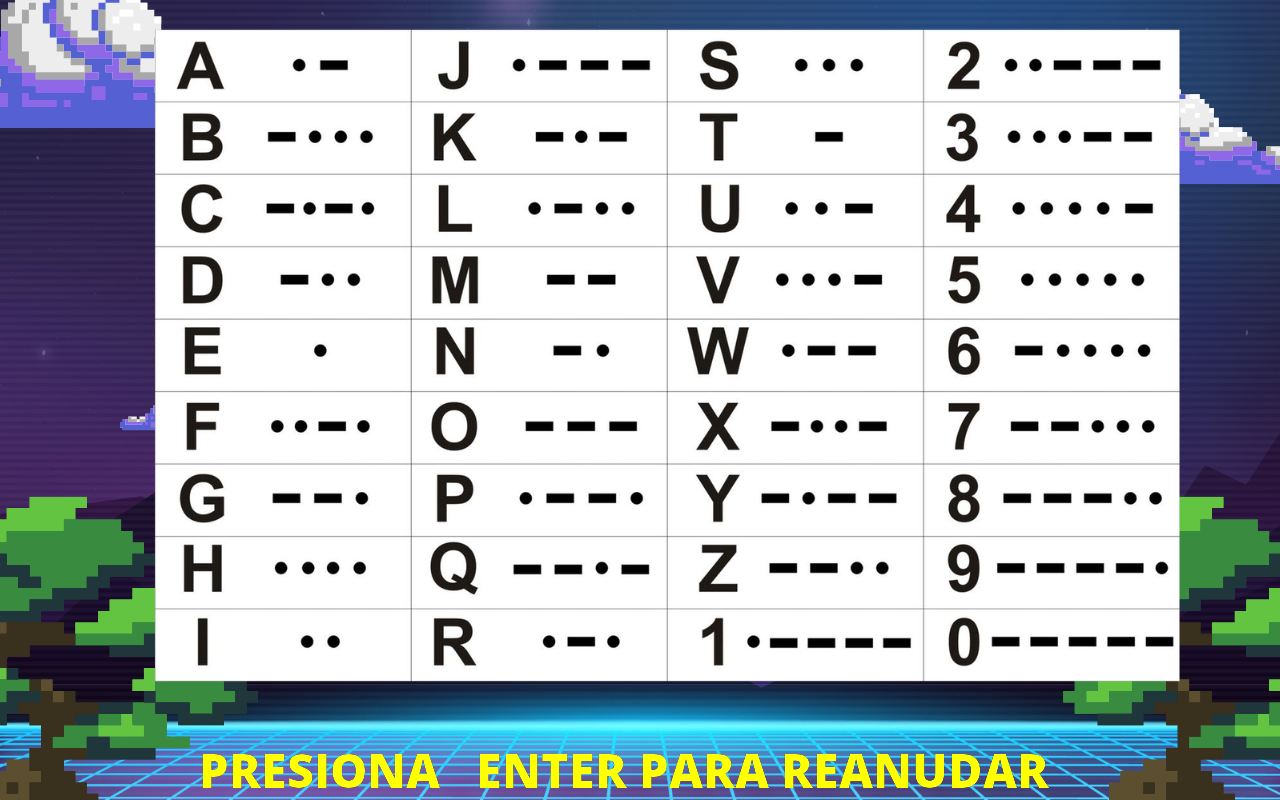 A •– J •––– S ••• 2 ••–––
B –••• K –•– T – 3 •••––
C –•–• L •–•• U ••– 4 ••••–
D –•• M –– V •••– 5 •••••
E • N –• W •–– 6 –••••
F ••–• O ––– X –••– 7 ––•••
G ––• P •––• Y –•–– 8 –––••
H •••• Q ––•– Z ––•• 9 ––––•
I •• R •–• 1 •–––– 0 –––––
PRESIONA ENTER PARA REANUDAR